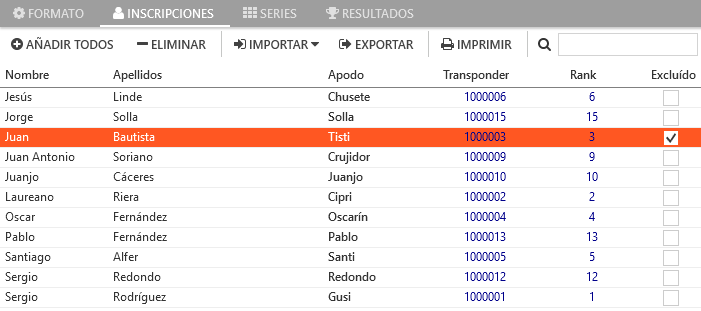 FORMATO INSCRIPCIONES SERIES RESULTADOS
AÑADIR TODOS ELIMINAR IMPORTAR EXPORTAR IMPRIMIR
Nombre Apellidos Apodo Transponder Rank Excluído
Jesús Linde Chusete 1000006 6
Jorge Solla Solla 1000015 15
Juan Bautista Tisti 1000003 3
Juan Antonio Soriano Crujidor 1000009 9
Juanjo Cáceres Juanjo 1000010 10
Laureano Riera Cipri 1000002 2
Oscar Fernández Oscarín 1000004 4
Pablo Fernández Pablo 1000013 13
Santiago Alfer Santi 1000005 5
Sergio Redondo Redondo 1000012 12
Sergio Rodríguez Gusi 1000001 1